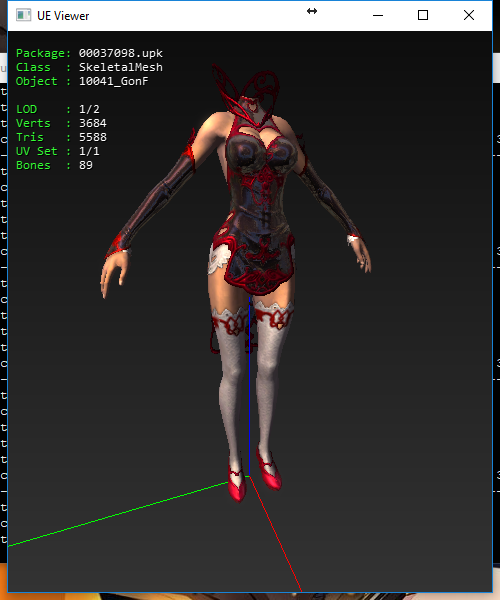 UE Viewer
Package: 00037098.upk
Class : SkeletalMesh
Object : 10041_GonF
LOD : 1/2
Verts : 3684
Tris : 5588
UV Set : 1/1
Bones : 89